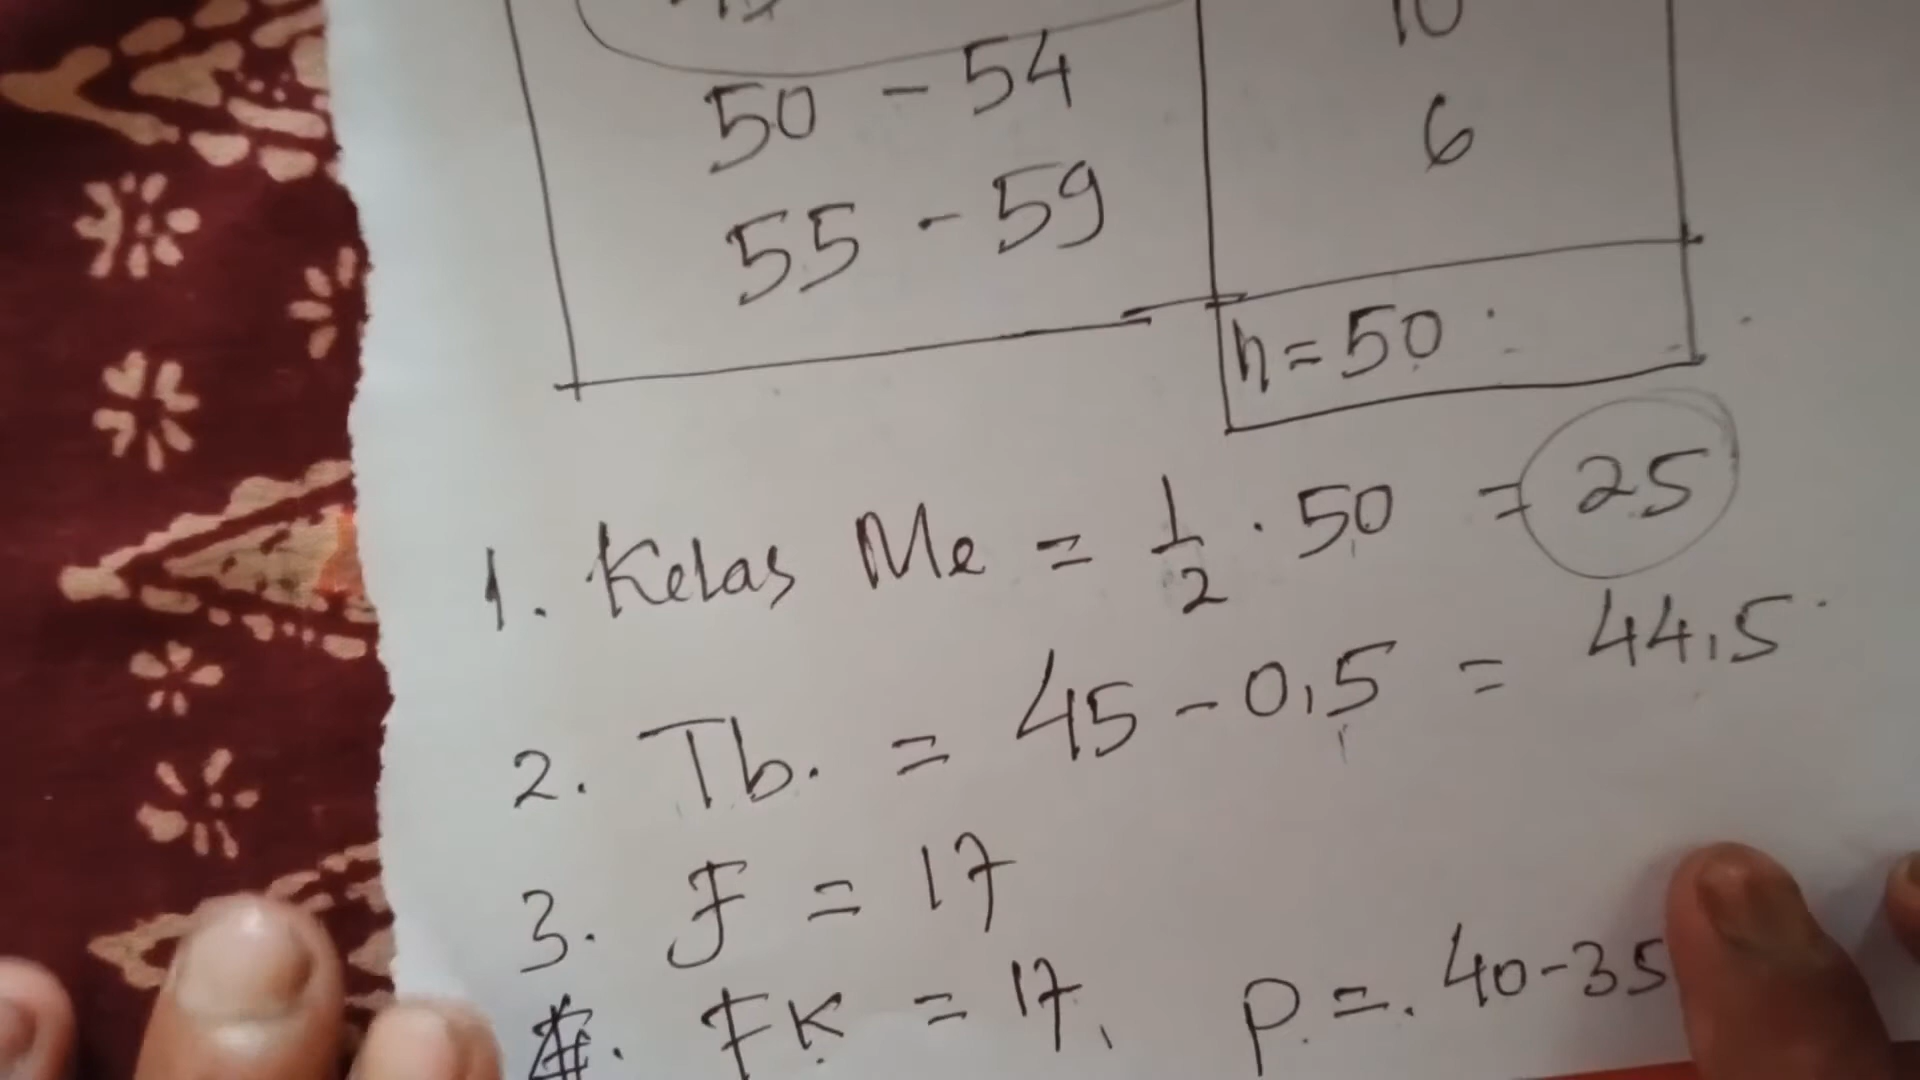 50 - 54 10
55 - 59 6
n = 50
1. Kelas Me = 1/2 . 50 = 25
2. Tb. = 45 - 0,5 = 44,5
3. F = 17
4. FK = 17, P = 40-35